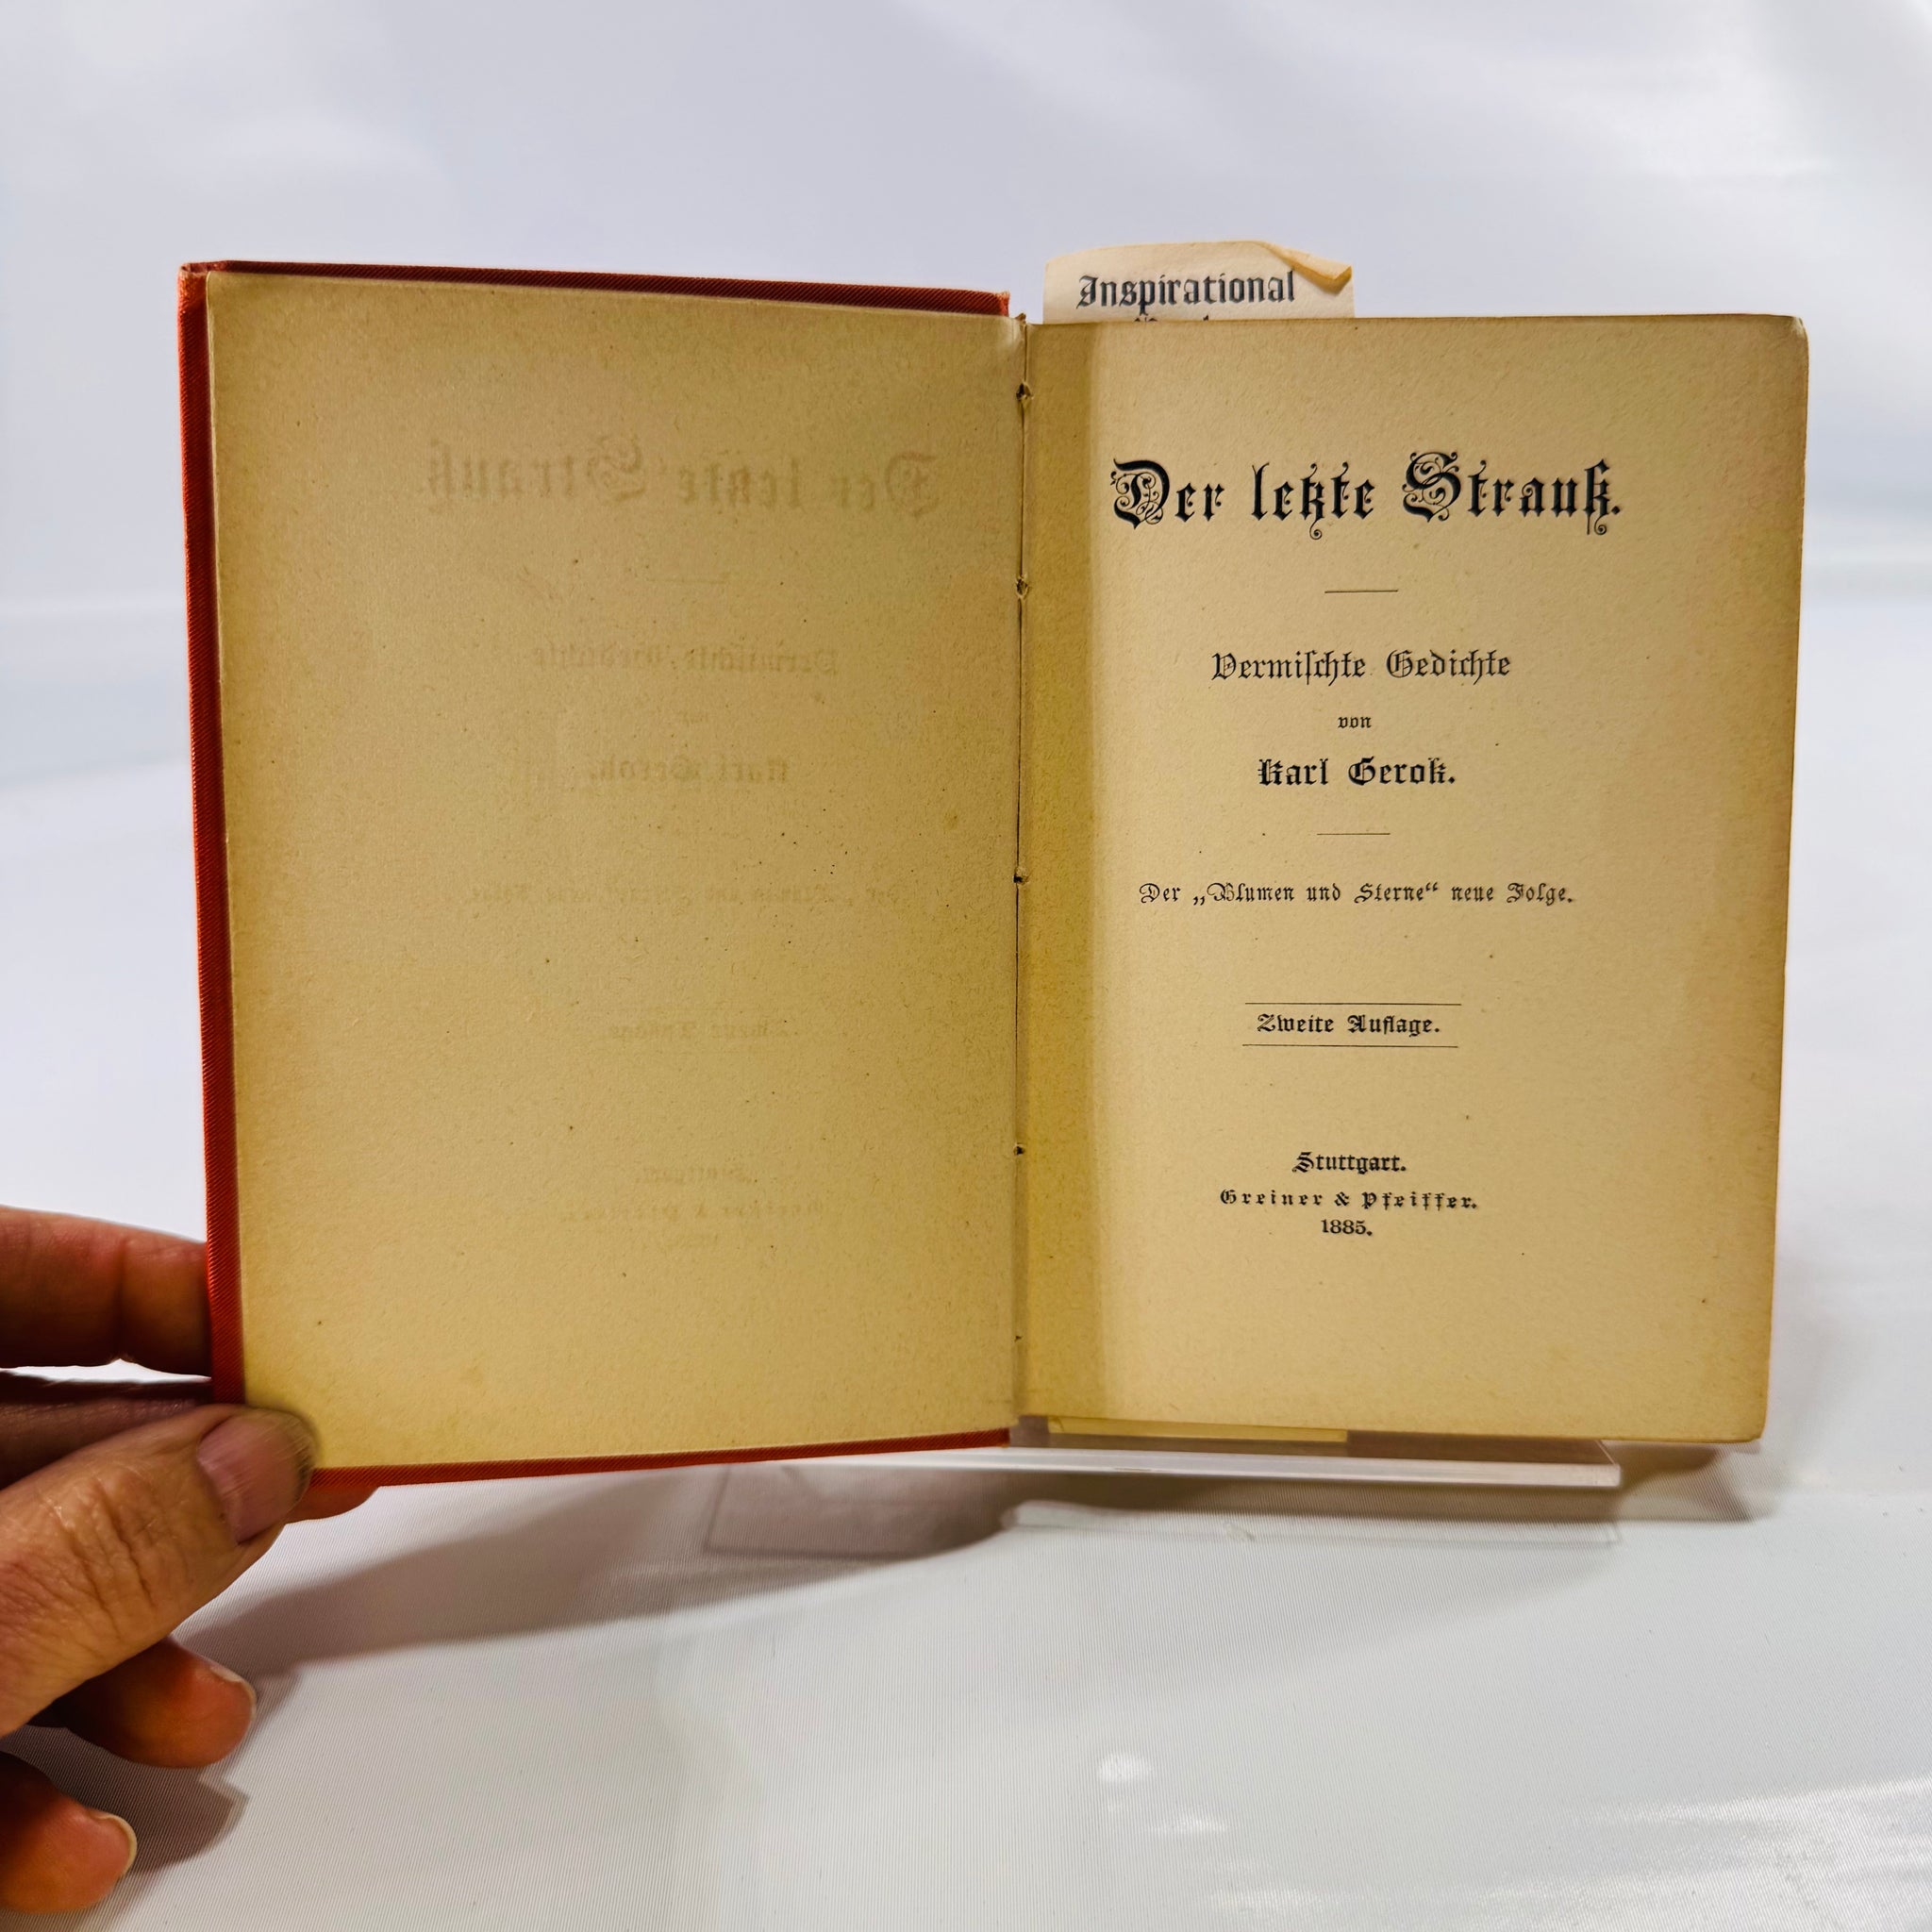 Inspirational
Der letzte Strauß.
Vermischte Gedichte
von
Karl Gerok.
Der „Blumen und Sterne“ neue Folge.
Zweite Auflage.
Stuttgart.
Greiner & Pfeiffer.
1885.